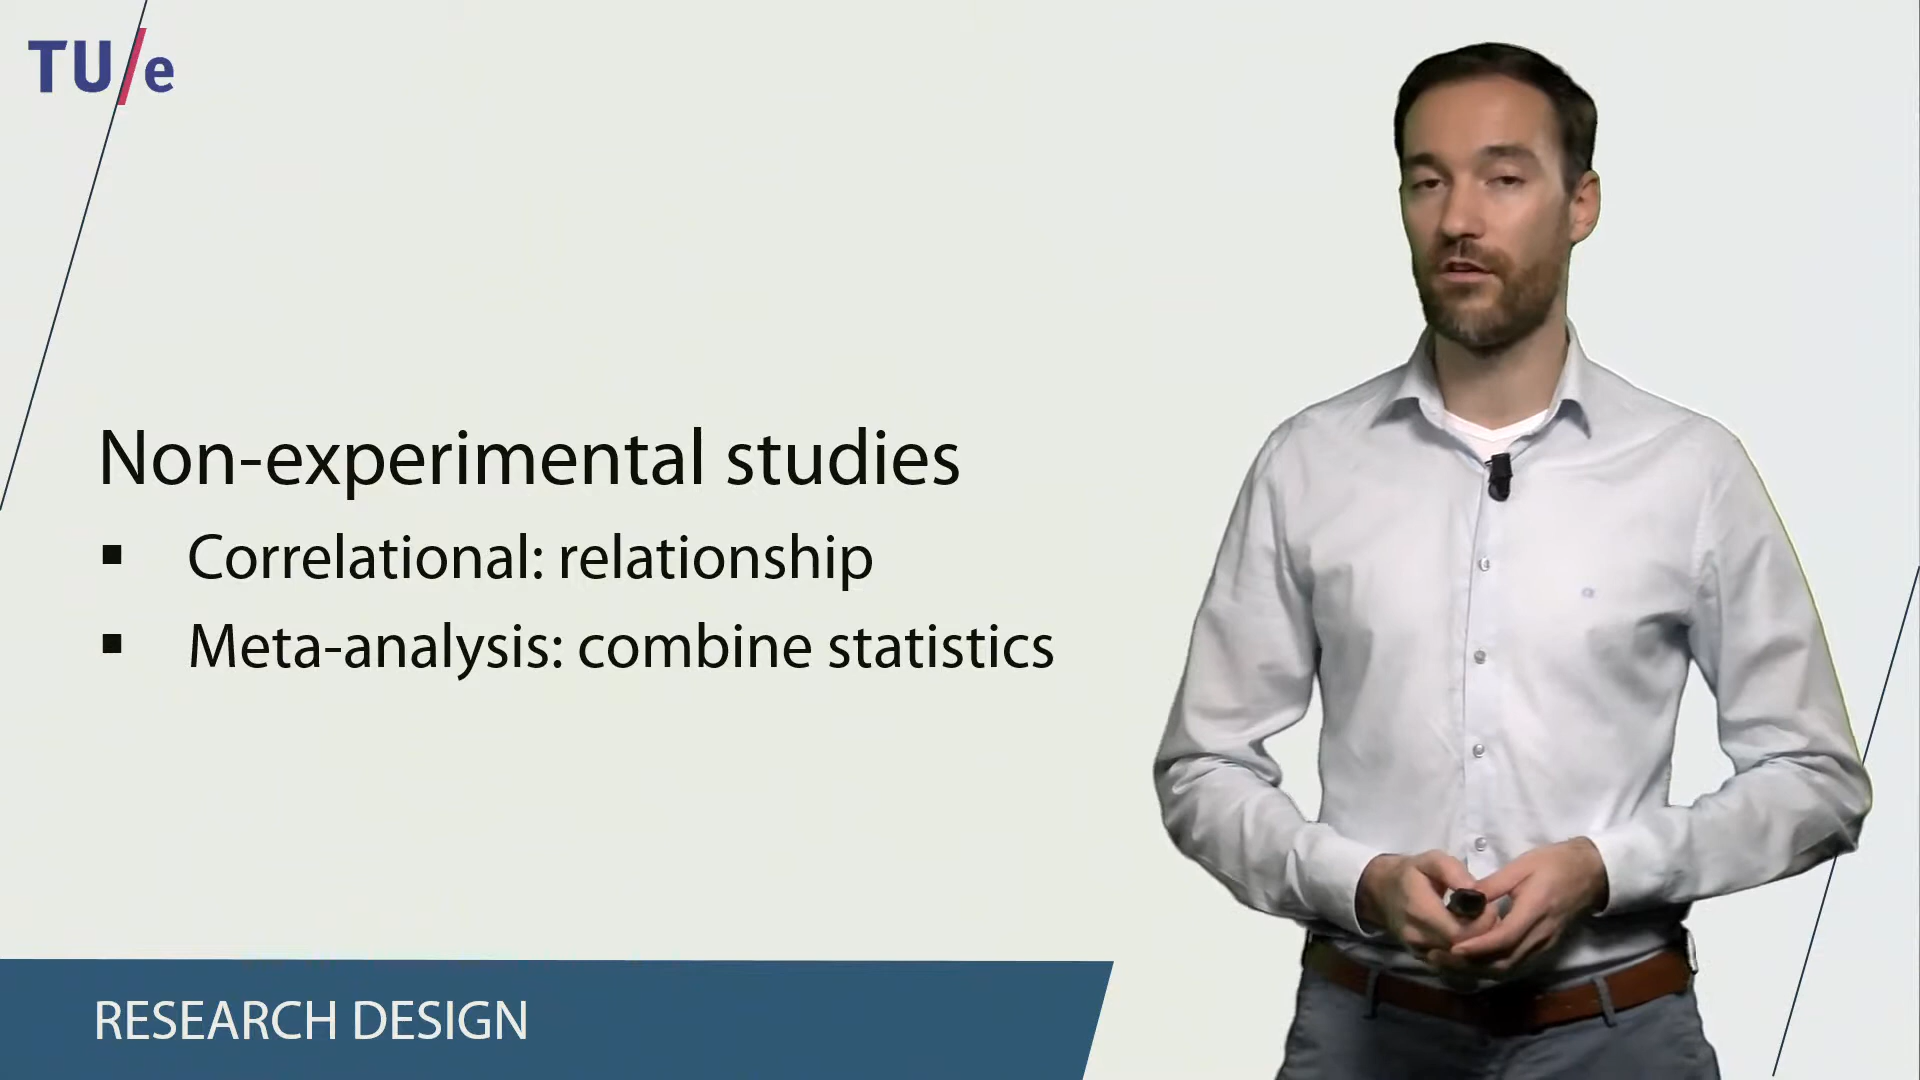 TU/e
Non-experimental studies
▪ Correlational: relationship
▪ Meta-analysis: combine statistics
RESEARCH DESIGN